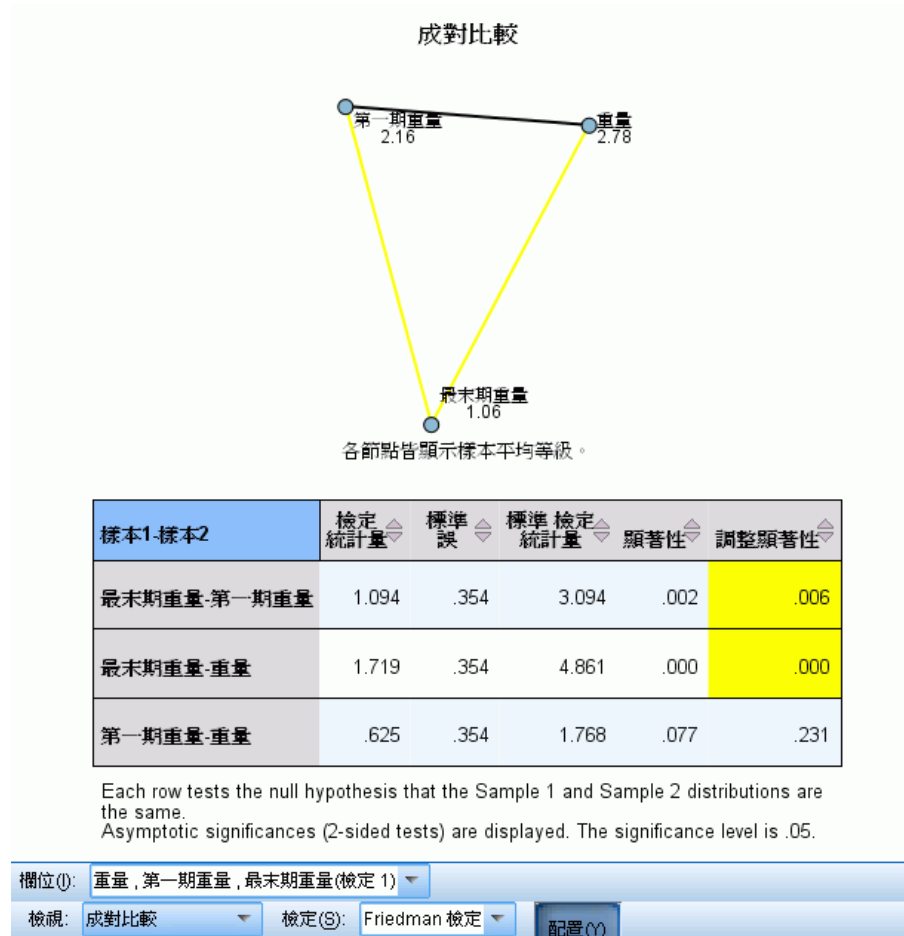 成對比較
第一期重量
2.16
重量
2.78
最末期重量
1.06
各節點皆顯示樣本平均等級。
樣本1-樣本2 檢定統計量 標準誤 標準 檢定統計量 顯著性 調整顯著性
最末期重量-第一期重量 1.094 .354 3.094 .002 .006
最末期重量-重量 1.719 .354 4.861 .000 .000
第一期重量-重量 .625 .354 1.768 .077 .231
Each row tests the null hypothesis that the Sample 1 and Sample 2 distributions are
the same.
Asymptotic significances (2-sided tests) are displayed. The significance level is .05.
欄位(I): 重量 , 第一期重量 , 最末期重量(檢定 1)
檢視: 成對比較 檢定(S): Friedman 檢定 配置(Y)